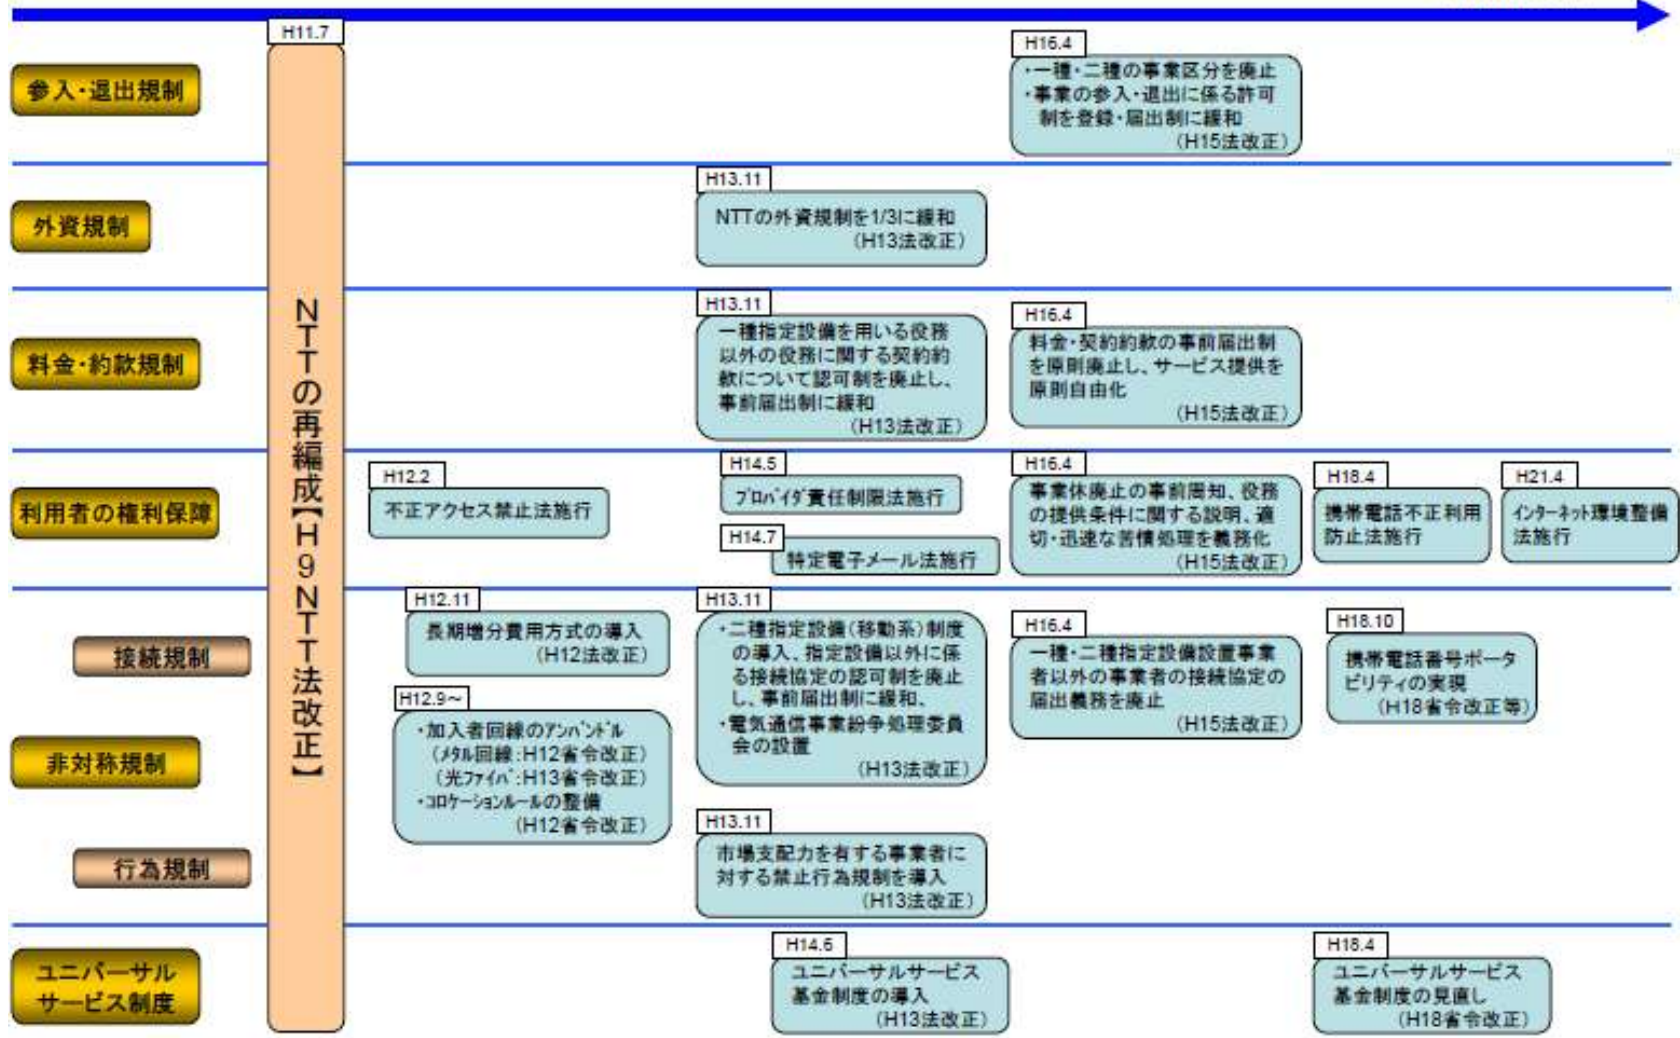 H11.7
NTTの再編成【H9NTT法改正】
参入・退出規制
H16.4
・一種・二種の事業区分を廃止
・事業の参入・退出に係る許可
制を登録・届出制に緩和
(H15法改正)
外資規制
H13.11
NTTの外資規制を1/3に緩和
(H13法改正)
料金・約款規制
H13.11
一種指定設備を用いる役務
以外の役務に関する契約約
款について認可制を廃止し、
事前届出制に緩和
(H13法改正)
H16.4
料金・契約約款の事前届出制
を原則廃止し、サービス提供を
原則自由化
(H15法改正)
利用者の権利保障
H12.2
不正アクセス禁止法施行
H14.5
プロバイダ責任制限法施行
H14.7
特定電子メール法施行
H16.4
事業休廃止の事前周知、役務
の提供条件に関する説明、適
切・迅速な苦情処理を義務化
(H15法改正)
H18.4
携帯電話不正利用
防止法施行
H21.4
インターネット環境整備
法施行
非対称規制
接続規制
H12.11
長期増分費用方式の導入
(H12法改正)
H12.9～
・加入者回線のアンバンドル
(メタル回線:H12省令改正)
(光ファイバ:H13省令改正)
・コロケーションルールの整備
(H12省令改正)
H13.11
・二種指定設備(移動系)制度
の導入、指定設備以外に係
る接続協定の認可制を廃止
し、事前届出制に緩和、
・電気通信事業紛争処理委員
会の設置
(H13法改正)
H16.4
一種・二種指定設備設置事業
者以外の事業者の接続協定の
届出義務を廃止
(H15法改正)
H18.10
携帯電話番号ポータ
ビリティの実現
(H18省令改正等)
行為規制
H13.11
市場支配力を有する事業者に
対する禁止行為規制を導入
(H13法改正)
ユニバーサル
サービス制度
H14.6
ユニバーサルサービス
基金制度の導入
(H13法改正)
H18.4
ユニバーサルサービス
基金制度の見直し
(H18省令改正)